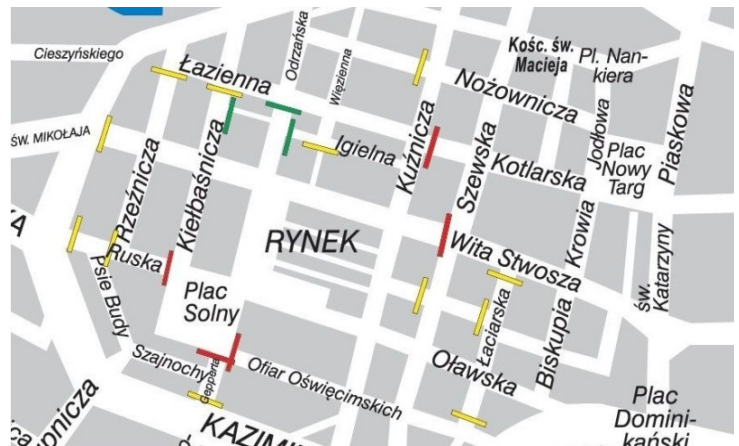 Cieszyńskiego
Łazienna
Odrzańska
Więzienna
Kośc. św.
Macieja
Pl. Nan-
kiera
Nożownicza
Piaskowa
ŚW. MIKOŁAJA
Rzeźnicza
Kiełbaśnicza
Igielna
Kuźnicza
Szewska
Kotlarska
Jodłowa
Plac
Nowy
Targ
RYNEK
Ruska
Psie Budy
Plac
Solny
Wita Stwosza
Krowia
św.
Katarzyny
Łaciarska
Biskupia
Szajnochy
Gepperta
Ofiar Oświęcimskich
Oławska
Plac
Domini-
kański
KAZIMI